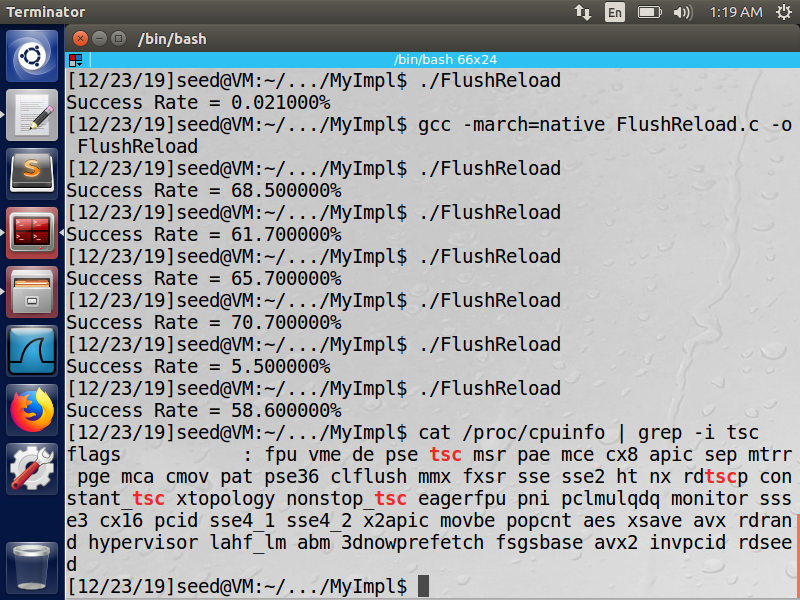 Terminator
En
1:19 AM
/bin/bash
/bin/bash 66x24
[12/23/19]seed@VM:~/.../MyImpl$ ./FlushReload
Success Rate = 0.021000%
[12/23/19]seed@VM:~/.../MyImpl$ gcc -march=native FlushReload.c -o
 FlushReload
[12/23/19]seed@VM:~/.../MyImpl$ ./FlushReload
Success Rate = 68.500000%
[12/23/19]seed@VM:~/.../MyImpl$ ./FlushReload
Success Rate = 61.700000%
[12/23/19]seed@VM:~/.../MyImpl$ ./FlushReload
Success Rate = 65.700000%
[12/23/19]seed@VM:~/.../MyImpl$ ./FlushReload
Success Rate = 70.700000%
[12/23/19]seed@VM:~/.../MyImpl$ ./FlushReload
Success Rate = 5.500000%
[12/23/19]seed@VM:~/.../MyImpl$ ./FlushReload
Success Rate = 58.600000%
[12/23/19]seed@VM:~/.../MyImpl$ cat /proc/cpuinfo | grep -i tsc
flags           : fpu vme de pse tsc msr pae mce cx8 apic sep mtrr
 pge mca cmov pat pse36 clflush mmx fxsr sse sse2 ht nx rdtscp con
stant_tsc xtopology nonstop_tsc eagerfpu pni pclmulqdq monitor sss
e3 cx16 pcid sse4_1 sse4_2 x2apic movbe popcnt aes xsave avx rdran
d hypervisor lahf_lm abm 3dnowprefetch fsgsbase avx2 invpcid rdsee
d
[12/23/19]seed@VM:~/.../MyImpl$